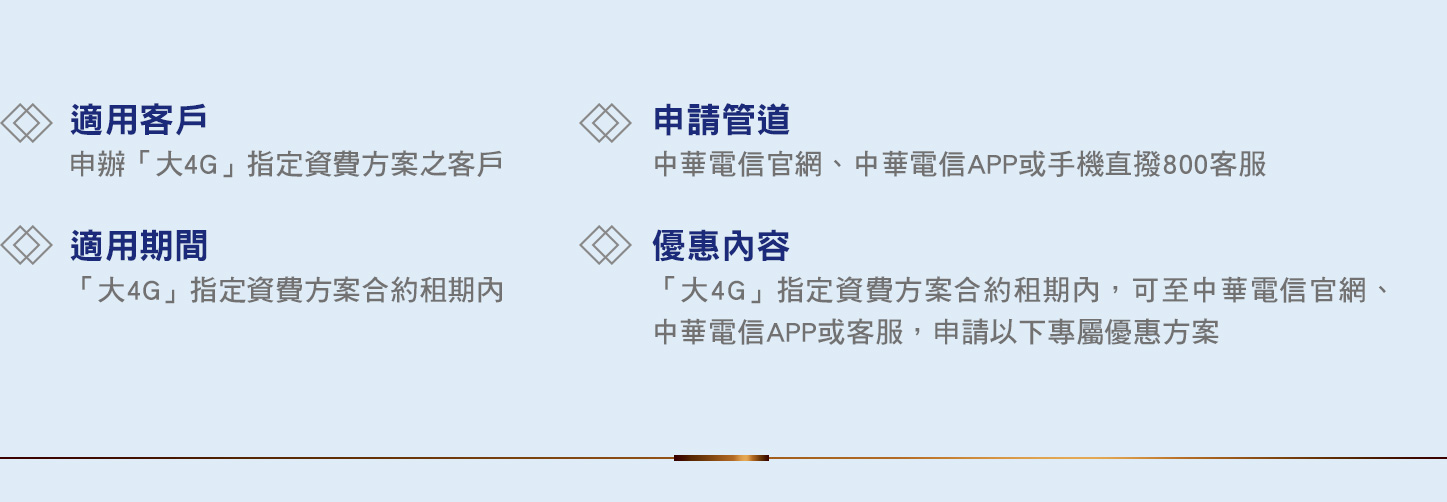 適用客戶
申辦「大4G」指定資費方案之客戶
申請管道
中華電信官網、中華電信APP或手機直撥800客服
適用期間
「大4G」指定資費方案合約租期內
優惠內容
「大4G」指定資費方案合約租期內，可至中華電信官網、
中華電信APP或客服，申請以下專屬優惠方案